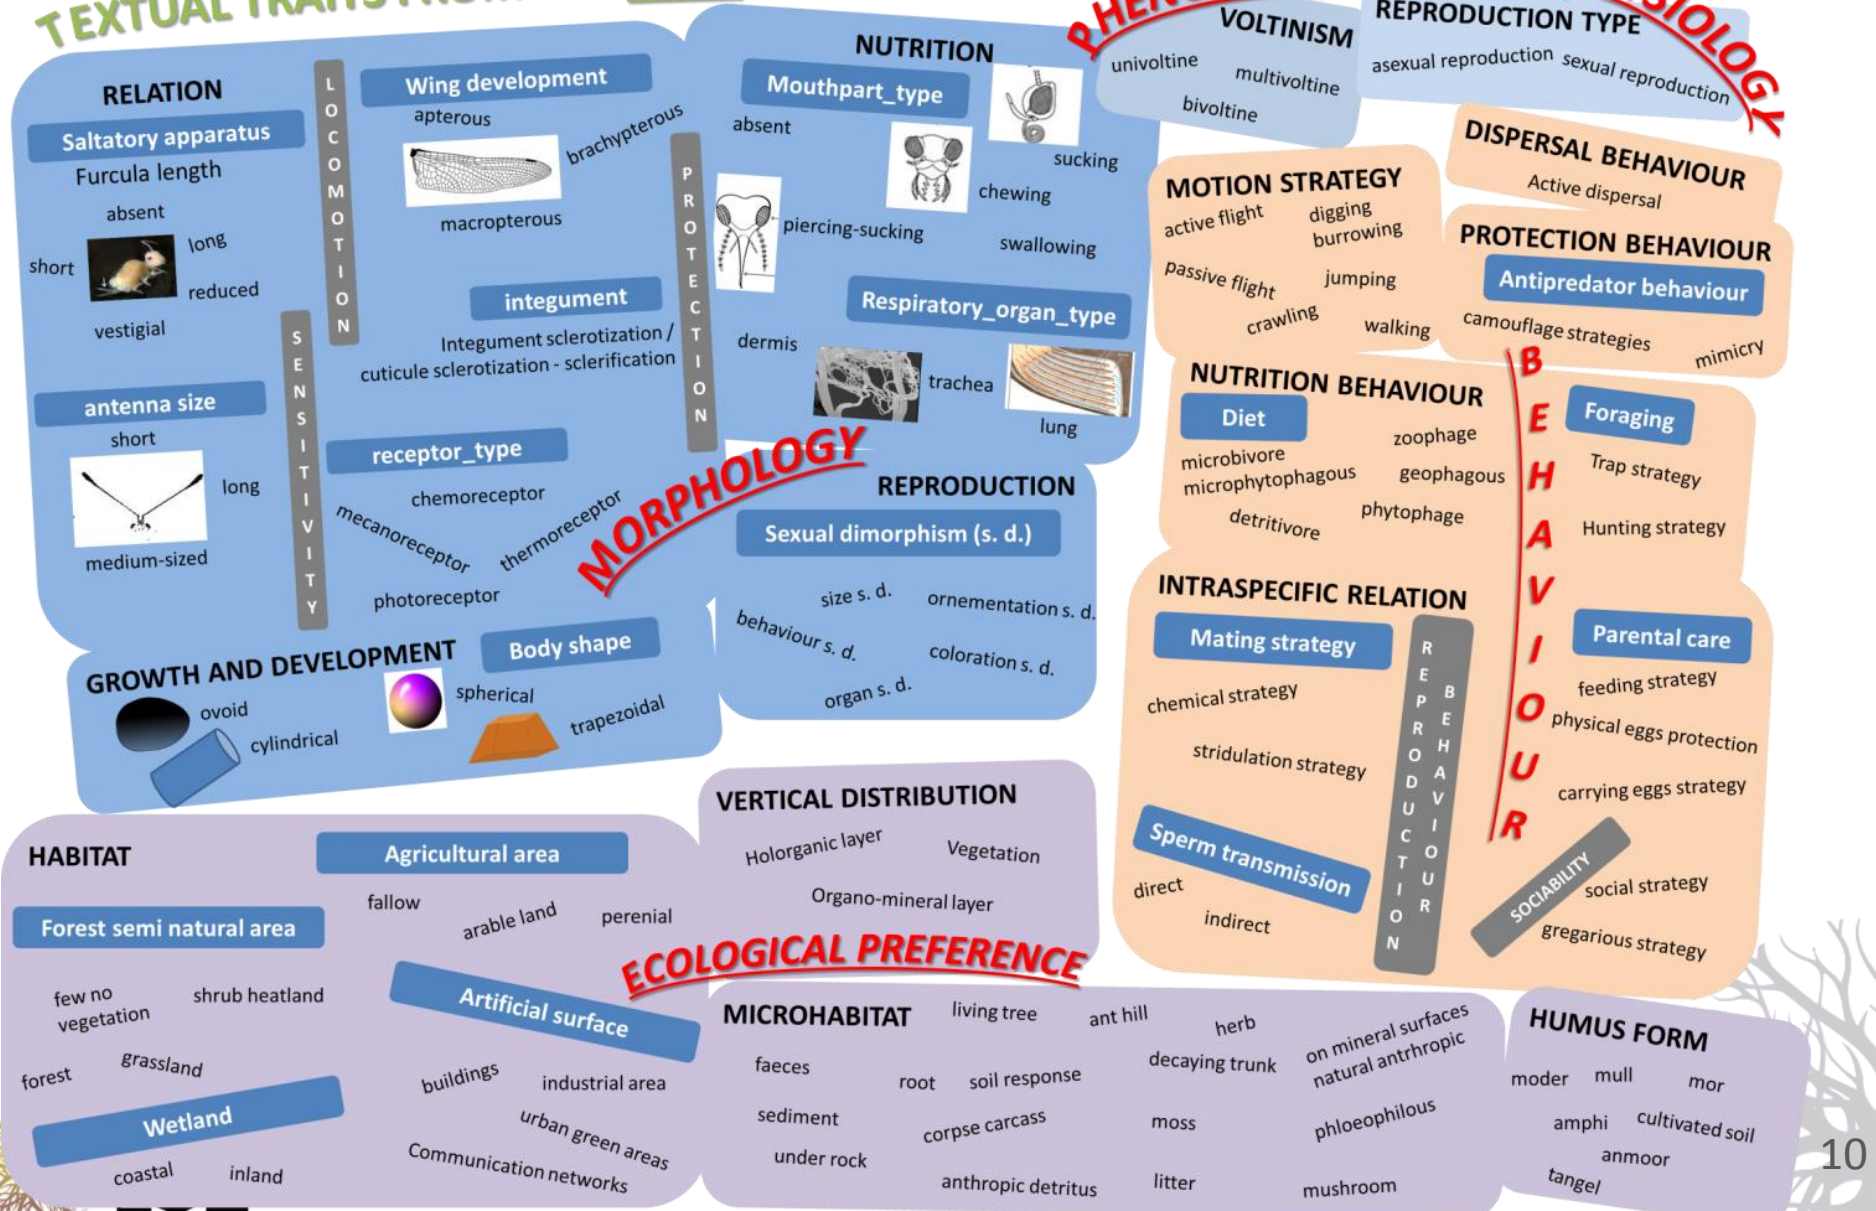 TEXTUAL TRAITS FROM
RELATION
Saltatory apparatus
Furcula length
absent
short
long
reduced
vestigial
antenna size
short
long
medium-sized
LOCOMOTION
SENSITIVITY
Wing development
apterous
brachypterous
macropterous
integument
Integument sclerotization /
cuticule sclerotization - sclerification
receptor_type
chemoreceptor
mecanoreceptor
thermoreceptor
photoreceptor
PROTECTION
NUTRITION
Mouthpart_type
absent
sucking
chewing
piercing-sucking
swallowing
Respiratory_organ_type
dermis
trachea
lung
MORPHOLOGY
REPRODUCTION
Sexual dimorphism (s. d.)
size s. d.
ornementation s. d.
behaviour s. d.
coloration s. d.
organ s. d.
GROWTH AND DEVELOPMENT
Body shape
ovoid
spherical
cylindrical
trapezoidal
VOLTINISM
univoltine
multivoltine
bivoltine
REPRODUCTION TYPE
asexual reproduction
sexual reproduction
DISPERSAL BEHAVIOUR
Active dispersal
MOTION STRATEGY
active flight
digging
burrowing
passive flight
jumping
crawling
walking
PROTECTION BEHAVIOUR
Antipredator behaviour
camouflage strategies
mimicry
BEHAVIOUR
NUTRITION BEHAVIOUR
Diet
zoophage
microbivore
microphytophagous
geophagous
detritivore
phytophage
Foraging
Trap strategy
Hunting strategy
INTRASPECIFIC RELATION
Mating strategy
chemical strategy
stridulation strategy
Sperm transmission
direct
indirect
REPRODUCTION
BEHAVIOUR
Parental care
feeding strategy
physical eggs protection
carrying eggs strategy
SOCIABILITY
social strategy
gregarious strategy
HABITAT
Agricultural area
fallow
arable land
perenial
Forest semi natural area
few no
vegetation
shrub heatland
forest
grassland
Artificial surface
buildings
industrial area
urban green areas
Communication networks
Wetland
coastal
inland
VERTICAL DISTRIBUTION
Holorganic layer
Vegetation
Organo-mineral layer
ECOLOGICAL PREFERENCE
MICROHABITAT
living tree
ant hill
herb
on mineral surfaces
natural antrhropic
faeces
root
soil response
decaying trunk
sediment
corpse carcass
moss
phloeophilous
under rock
anthropic detritus
litter
mushroom
HUMUS FORM
moder
mull
mor
amphi
cultivated soil
anmoor
tangel
10